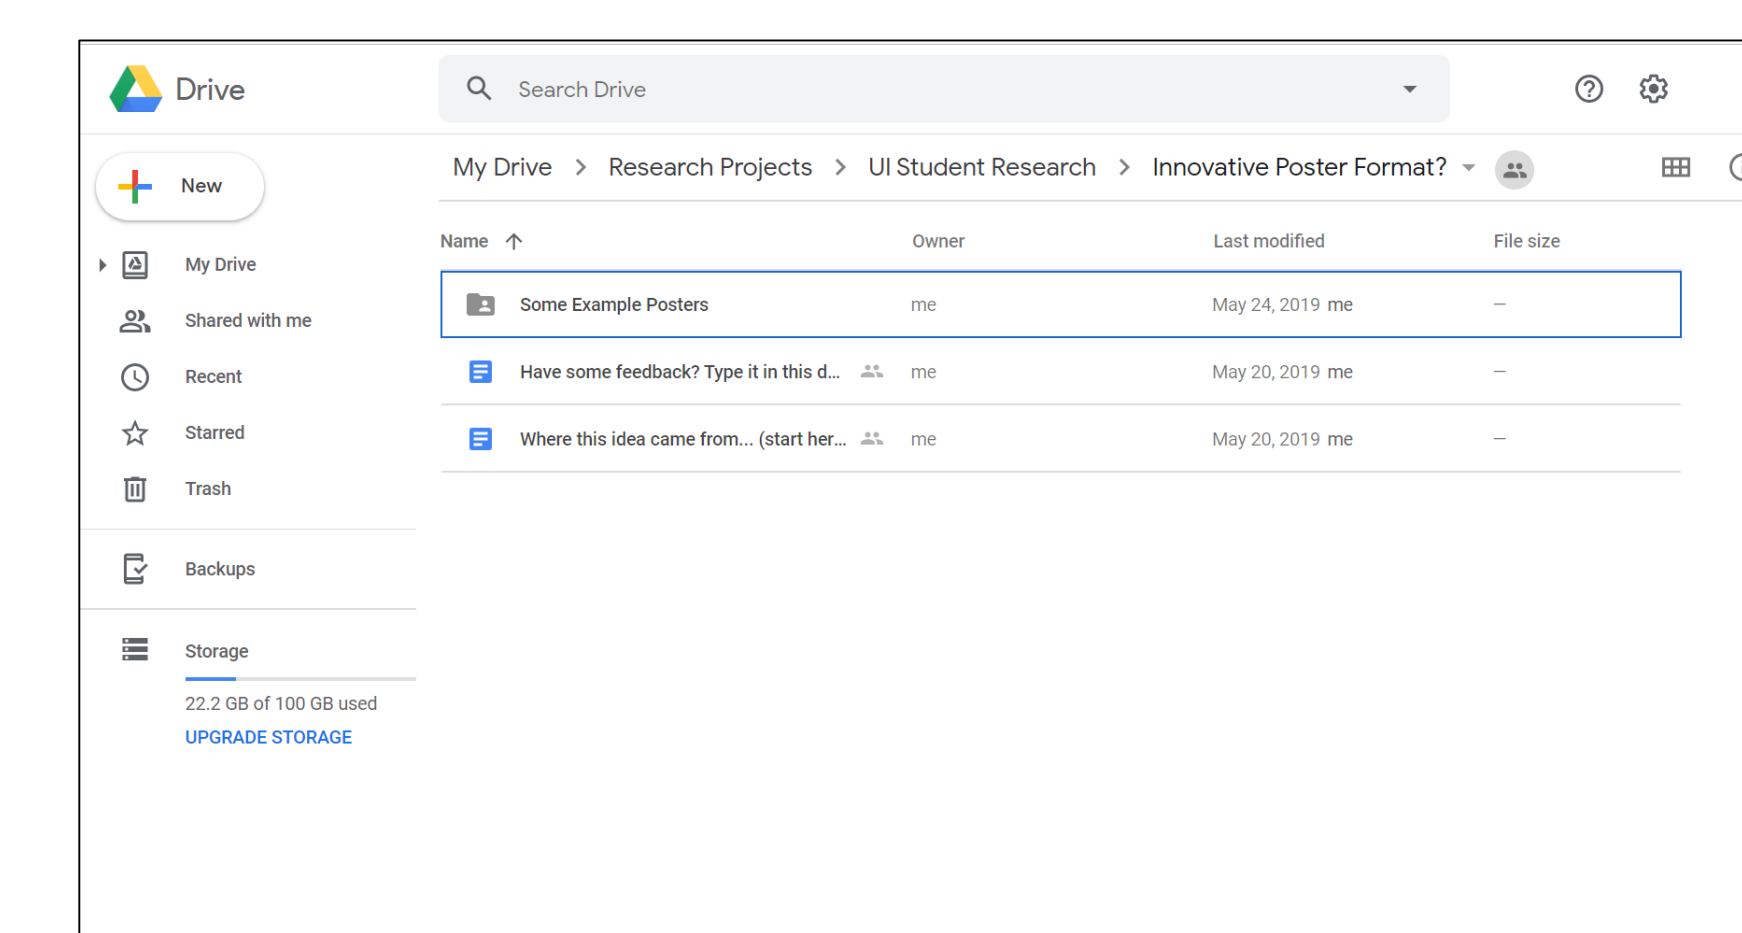 Drive
Search Drive
New
My Drive > Research Projects > UI Student Research > Innovative Poster Format?
Name Owner Last modified File size
Some Example Posters me May 24, 2019 me –
Have some feedback? Type it in this d... me May 20, 2019 me –
Where this idea came from... (start her... me May 20, 2019 me –
My Drive
Shared with me
Recent
Starred
Trash
Backups
Storage
22.2 GB of 100 GB used
UPGRADE STORAGE